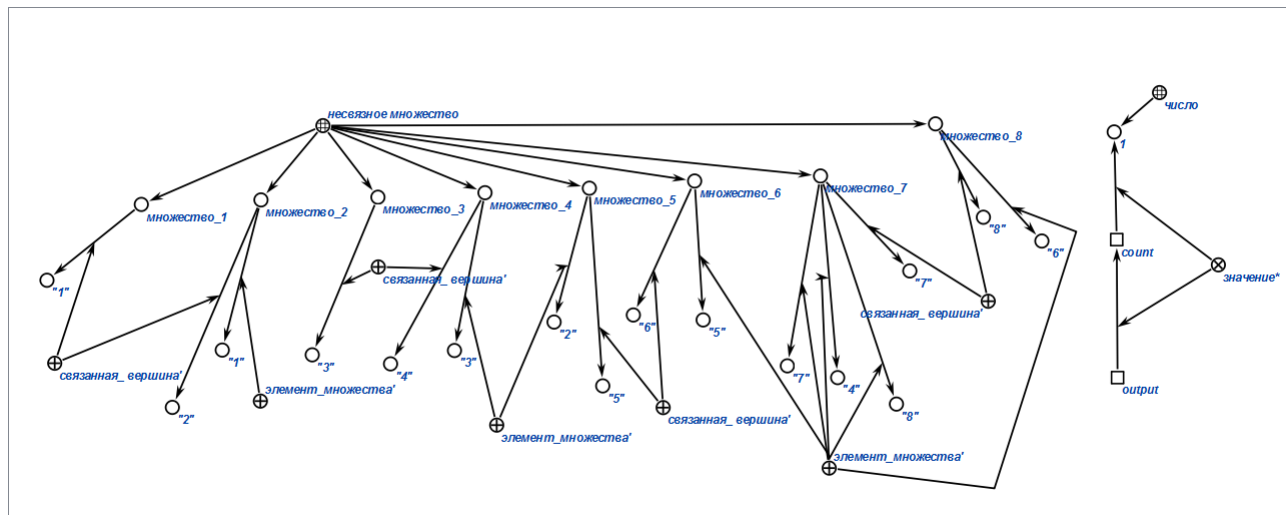 несвязное множество
число
множество_8
1
множество_7
множество_6
множество_5
множество_4
множество_3
множество_2
множество_1
"8"
"6"
count
значение*
связанная_ вершина'
"7"
"1"
связанная_ вершина'
"2"
"6"
"5"
"1"
"3"
"4"
"3"
связанная_ вершина'
"7"
"4"
output
элемент_множества'
"5"
"2"
"8"
связанная_ вершина'
элемент_множества'
элемент_множества'